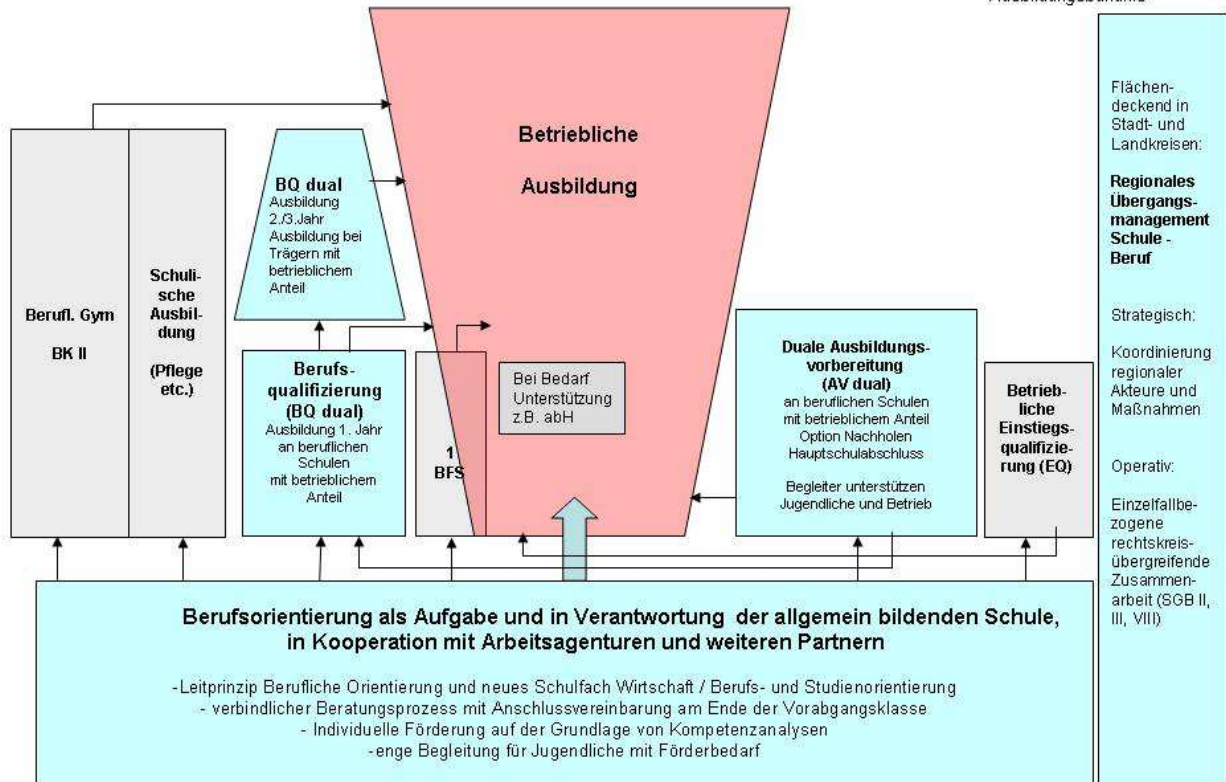 Ausbildungsbündnis
Betriebliche
Ausbildung
BQ dual
Ausbildung
2./3.Jahr
Ausbildung bei
Trägern mit
betrieblichem
Anteil
Berufl. Gym
BK II
Schuli-
sche
Ausbil-
dung
(Pflege
etc.)
Berufs-
qualifizierung
(BQ dual)
Ausbildung 1. Jahr
an beruflichen
Schulen
mit betrieblichem
Anteil
1
BFS
Bei Bedarf
Unterstützung
z.B. abH
Duale Ausbildungs-
vorbereitung
(AV dual)
an beruflichen Schulen
mit betrieblichem Anteil
Option Nachholen
Hauptschulabschluss
Begleiter unterstützen
Jugendliche und Betrieb
Betrieb-
liche
Einstiegs-
qualifizie-
rung (EQ)
Flächen-
deckend in
Stadt- und
Landkreisen:
Regionales
Übergangs-
management
Schule -
Beruf
Strategisch:
Koordinierung
regionaler
Akteure und
Maßnahmen
Operativ:
Einzelfallbe-
zogene
rechtskreis-
übergreifende
Zusammen-
arbeit (SGB II,
III, VIII)
Berufsorientierung als Aufgabe und in Verantwortung der allgemein bildenden Schule,
in Kooperation mit Arbeitsagenturen und weiteren Partnern
-Leitprinzip Berufliche Orientierung und neues Schulfach Wirtschaft / Berufs- und Studienorientierung
- verbindlicher Beratungsprozess mit Anschlussvereinbarung am Ende der Vorabgangsklasse
- Individuelle Förderung auf der Grundlage von Kompetenzanalysen
-enge Begleitung für Jugendliche mit Förderbedarf